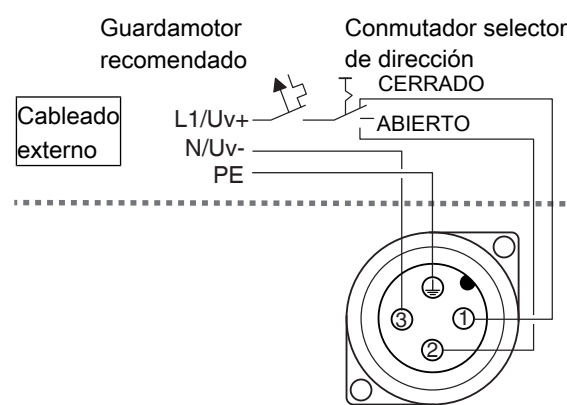 Guardamotor
recomendado
Conmutador selector
de dirección
CERRADO
Cableado
externo
L1/Uv+
ABIERTO
N/Uv-
PE
3
1
2